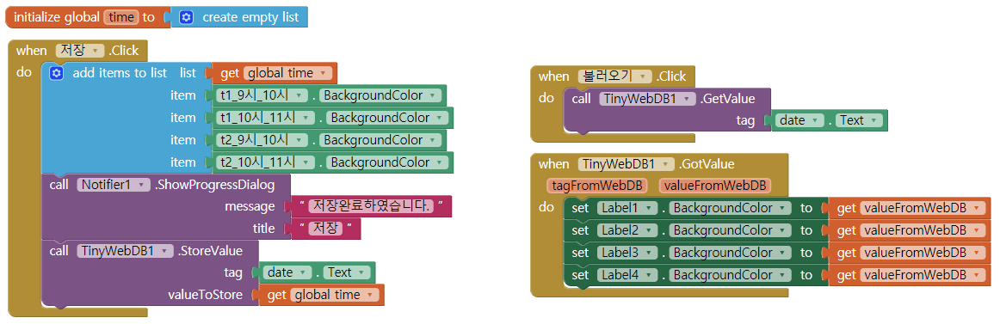 initialize global time to create empty list
when 저장 .Click
do add items to list list get global time
item t1_9시_10시 . BackgroundColor
item t1_10시_11시 . BackgroundColor
item t2_9시_10시 . BackgroundColor
item t2_10시_11시 . BackgroundColor
call Notifier1 .ShowProgressDialog
message " 저장완료하였습니다. "
title " 저장 "
call TinyWebDB1 .StoreValue
tag date . Text
valueToStore get global time
when 불러오기 .Click
do call TinyWebDB1 .GetValue
tag date . Text
when TinyWebDB1 .GotValue
tagFromWebDB valueFromWebDB
do set Label1 . BackgroundColor to get valueFromWebDB
set Label2 . BackgroundColor to get valueFromWebDB
set Label3 . BackgroundColor to get valueFromWebDB
set Label4 . BackgroundColor to get valueFromWebDB